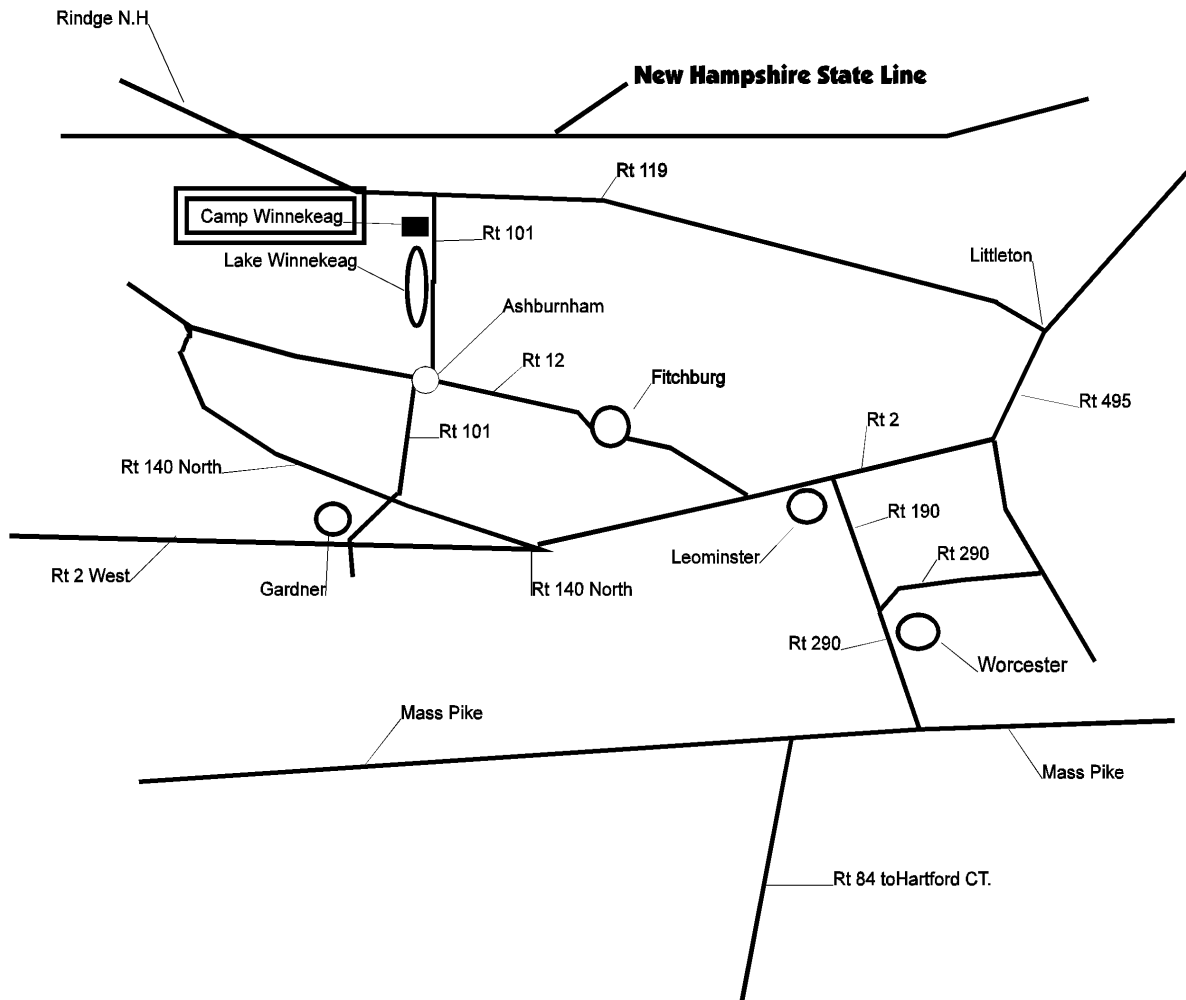 Rindge N.H
New Hampshire State Line
Rt 119
Camp Winnekeag
Rt 101
Lake Winnekeag
Littleton
Ashburnham
Rt 12
Fitchburg
Rt 495
Rt 2
Rt 101
Rt 140 North
Rt 190
Leominster
Rt 290
Rt 2 West
Gardner
Rt 140 North
Rt 290
Worcester
Mass Pike
Mass Pike
Rt 84 toHartford CT.